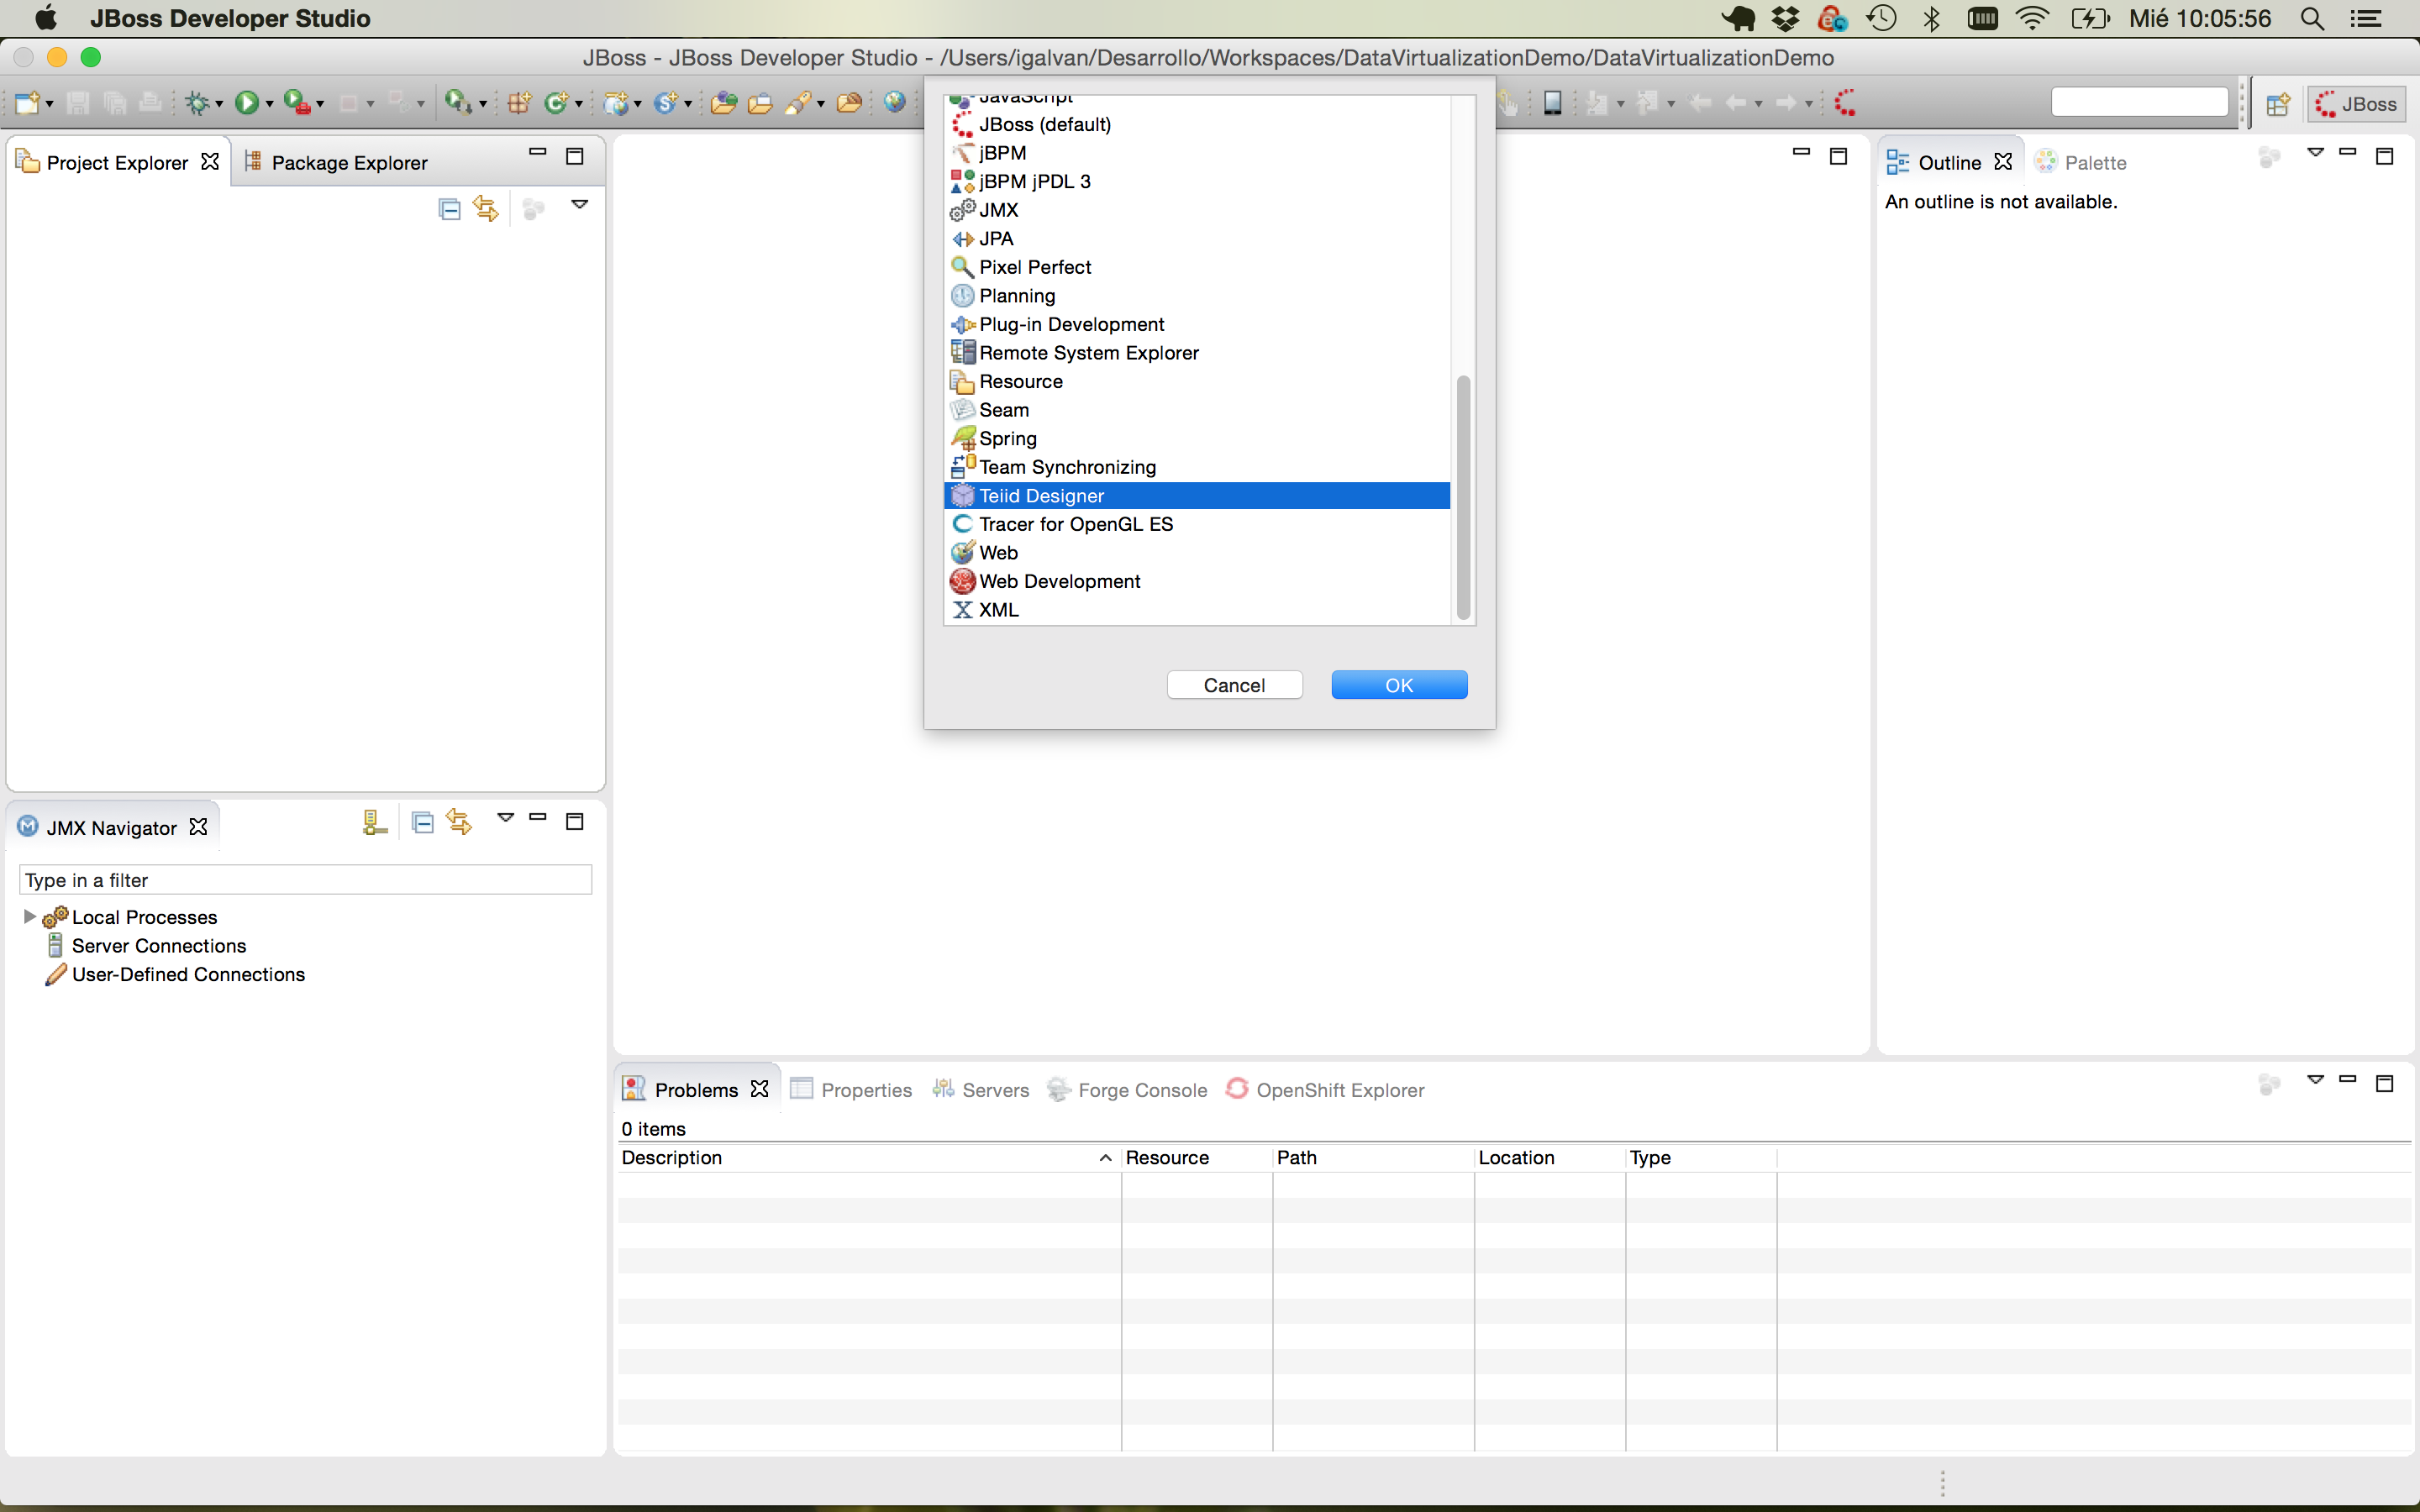 JBoss Developer Studio
Mié 10:05:56
JBoss - JBoss Developer Studio - /Users/igalvan/Desarrollo/Workspaces/DataVirtualizationDemo/DataVirtualizationDemo
JBoss
Project Explorer
Package Explorer
JavaScript
JBoss (default)
jBPM
jBPM jPDL 3
JMX
JPA
Pixel Perfect
Planning
Plug-in Development
Remote System Explorer
Resource
Seam
Spring
Team Synchronizing
Teiid Designer
Tracer for OpenGL ES
Web
Web Development
XML
Cancel
OK
Outline
Palette
An outline is not available.
JMX Navigator
Type in a filter
Local Processes
Server Connections
User-Defined Connections
Problems
Properties
Servers
Forge Console
OpenShift Explorer
0 items
Description
Resource
Path
Location
Type